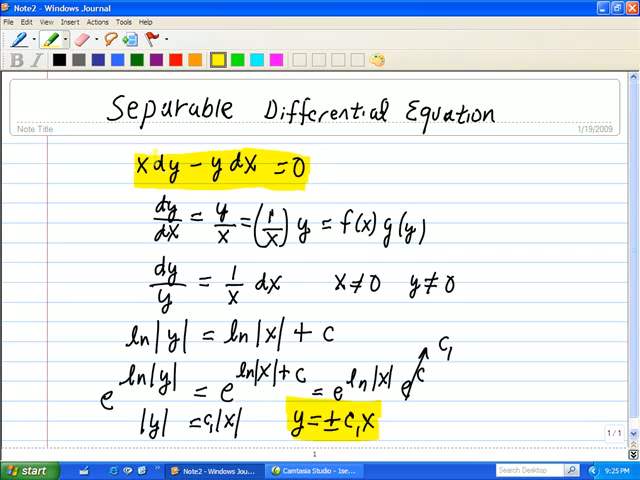 Note2 - Windows Journal
File Edit View Insert Actions Tools Help
B I
Separable Differential Equation
Note Title
1/19/2009
x dy - y dx = 0
dy/dx = y/x = (1/x) y = f(x) g(y)
dy/y = 1/x dx x ≠ 0 y ≠ 0
ln|y| = ln|x| + c
e^{ln|y|} = e^{ln|x| + c} = e^{ln|x|} e^c c₁
|y| = c₁|x| y = ± c₁x
1 / 1
1
start
Note2 - Windows Jou...
Camtasia Studio - 1se...
Search Desktop
9:25 PM